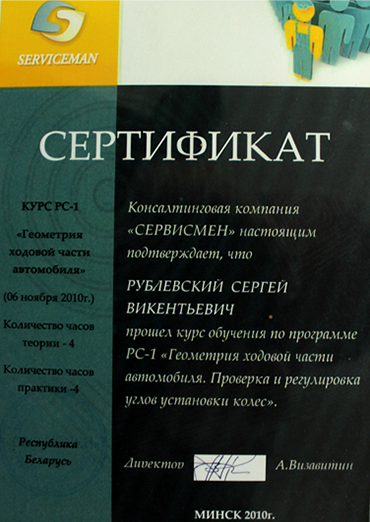 SERVICEMAN
СЕРТИФИКАТ
КУРС РС-1
«Геометрия
ходовой части
автомобиля»
(06 ноября 2010г.)
Количество часов
теории - 4
Количество часов
практики -4
Республика
Беларусь
Консалтинговая компания
«СЕРВИСМЕН» настоящим
подтверждает, что
РУБЛЕВСКИЙ СЕРГЕЙ
ВИКЕНТЬЕВИЧ
прошел курс обучения по программе
РС-1 «Геометрия ходовой части
автомобиля. Проверка и регулировка
углов установки колес».
Директор А.Визавитин
МИНСК 2010г.